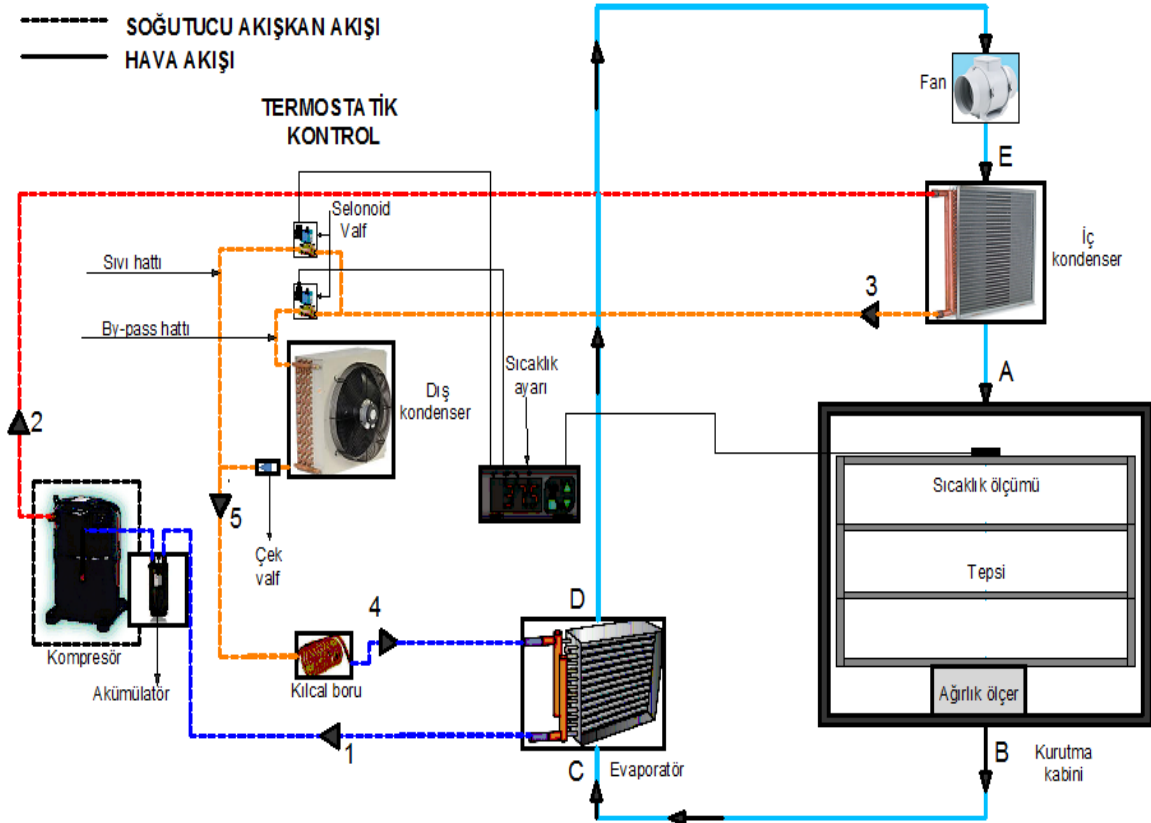 SOĞUTUCU AKIŞKAN AKIŞI
HAVA AKIŞI
TERMOSTATİK
KONTROL
Fan
E
Selonoid
Valf
İç
kondenser
Sıvı hattı
3
By-pass hattı
Sıcaklık
ayarı
Dış
kondenser
A
2
Sıcaklık ölçümü
5
Çek
valf
Tepsi
D
4
Kompresör
Akümülatör
Kılcal boru
Ağırlık ölçer
1
C
Evaporatör
B
Kurutma
kabini